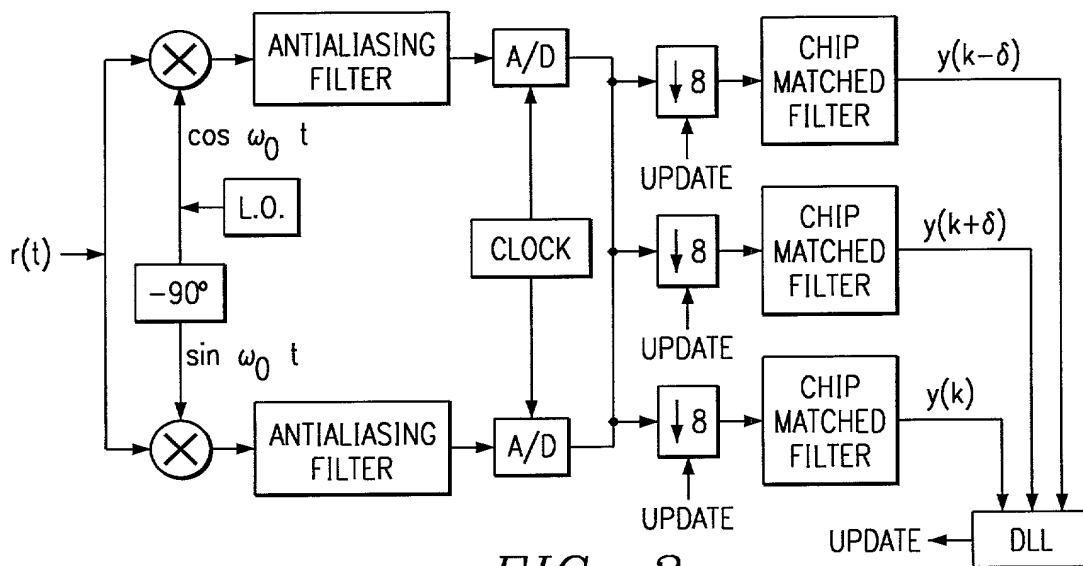 ANTIALIASING
FILTER
A/D
↓ 8
CHIP
MATCHED
FILTER
y(k−δ)
cos ω₀ t
UPDATE
L.O.
r(t)
CLOCK
↓ 8
CHIP
MATCHED
FILTER
y(k+δ)
−90°
sin ω₀ t
UPDATE
ANTIALIASING
FILTER
A/D
↓ 8
CHIP
MATCHED
FILTER
y(k)
UPDATE
UPDATE
DLL